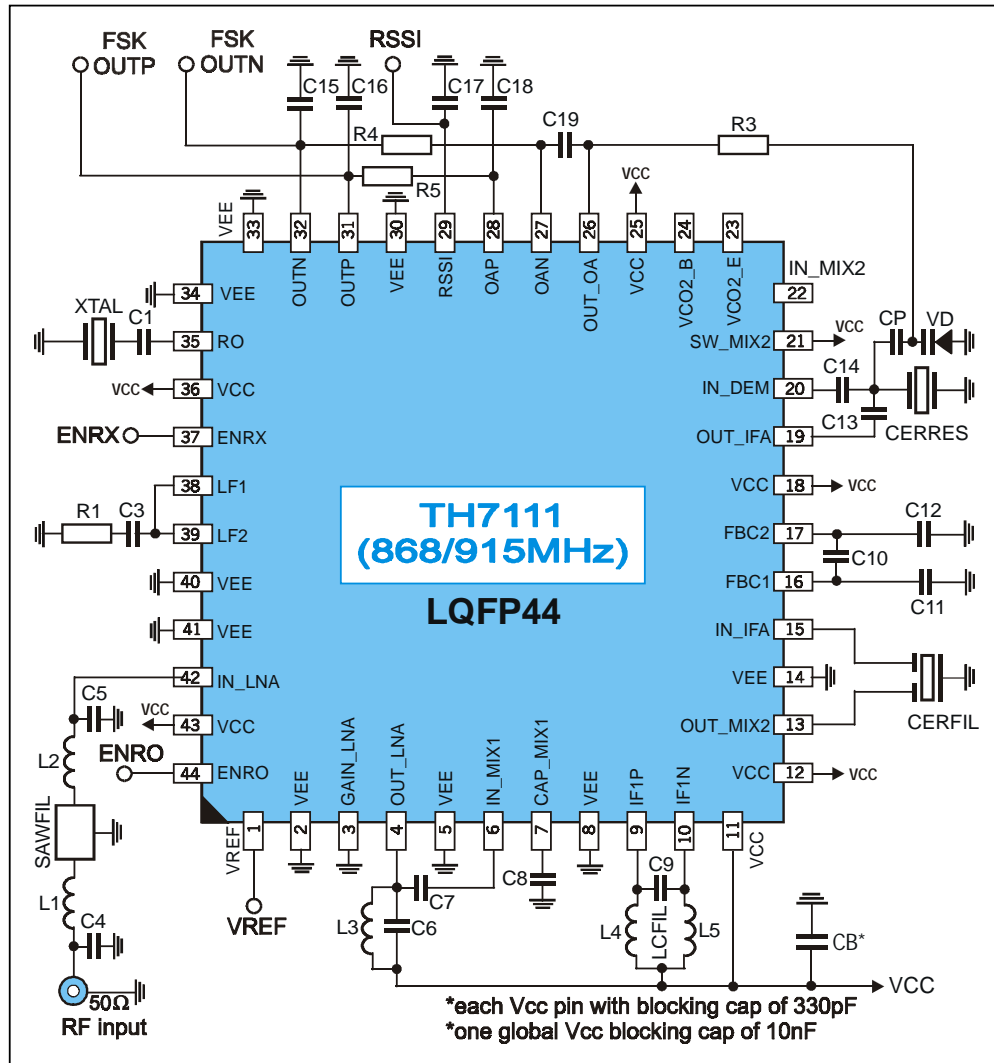 FSK OUTP
FSK OUTN
RSSI
C15
C16
C17
C18
R4
C19
R3
R5
VCC
VEE
33
32
31
30
29
28
27
26
25
24
23
OUTN
OUTP
VEE
RSSI
OAP
OAN
OUT_OA
VCC
VCO2_B
VCO2_E
IN_MIX2
22
34
VEE
XTAL
C1
35
RO
VCC
36
VCC
ENRX
37
ENRX
38
LF1
R1
C3
39
LF2
40
VEE
41
VEE
42
IN_LNA
C5
VCC
43
VCC
ENRO
44
ENRO
L2
SAWFIL
L1
C4
50Ω
RF input
SW_MIX2
21
VCC
CP
VD
IN_DEM
20
C14
C13
OUT_IFA
19
CERRES
VCC
18
VCC
FBC2
17
C12
C10
FBC1
16
C11
IN_IFA
15
VEE
14
OUT_MIX2
13
CERFIL
VCC
12
VCC
TH7111
(868/915MHz)
LQFP44
VEE
GAIN_LNA
OUT_LNA
VEE
IN_MIX1
CAP_MIX1
VEE
IF1P
IF1N
1
2
3
4
5
6
7
8
9
10
11
VREF
VCC
VREF
C7
C8
L3
C6
C9
L4
LCFIL
L5
CB*
VCC
*each Vcc pin with blocking cap of 330pF
*one global Vcc blocking cap of 10nF